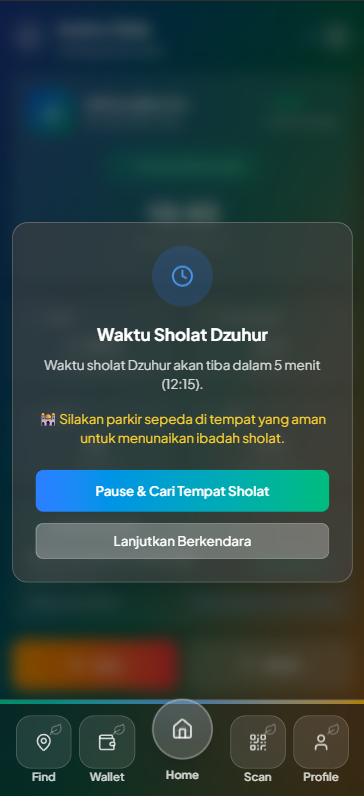 Waktu Sholat Dzuhur
Waktu sholat Dzuhur akan tiba dalam 5 menit
(12:15).
🕌 Silakan parkir sepeda di tempat yang aman
untuk menunaikan ibadah sholat.
Pause & Cari Tempat Sholat
Lanjutkan Berkendara
Find
Wallet
Home
Scan
Profile